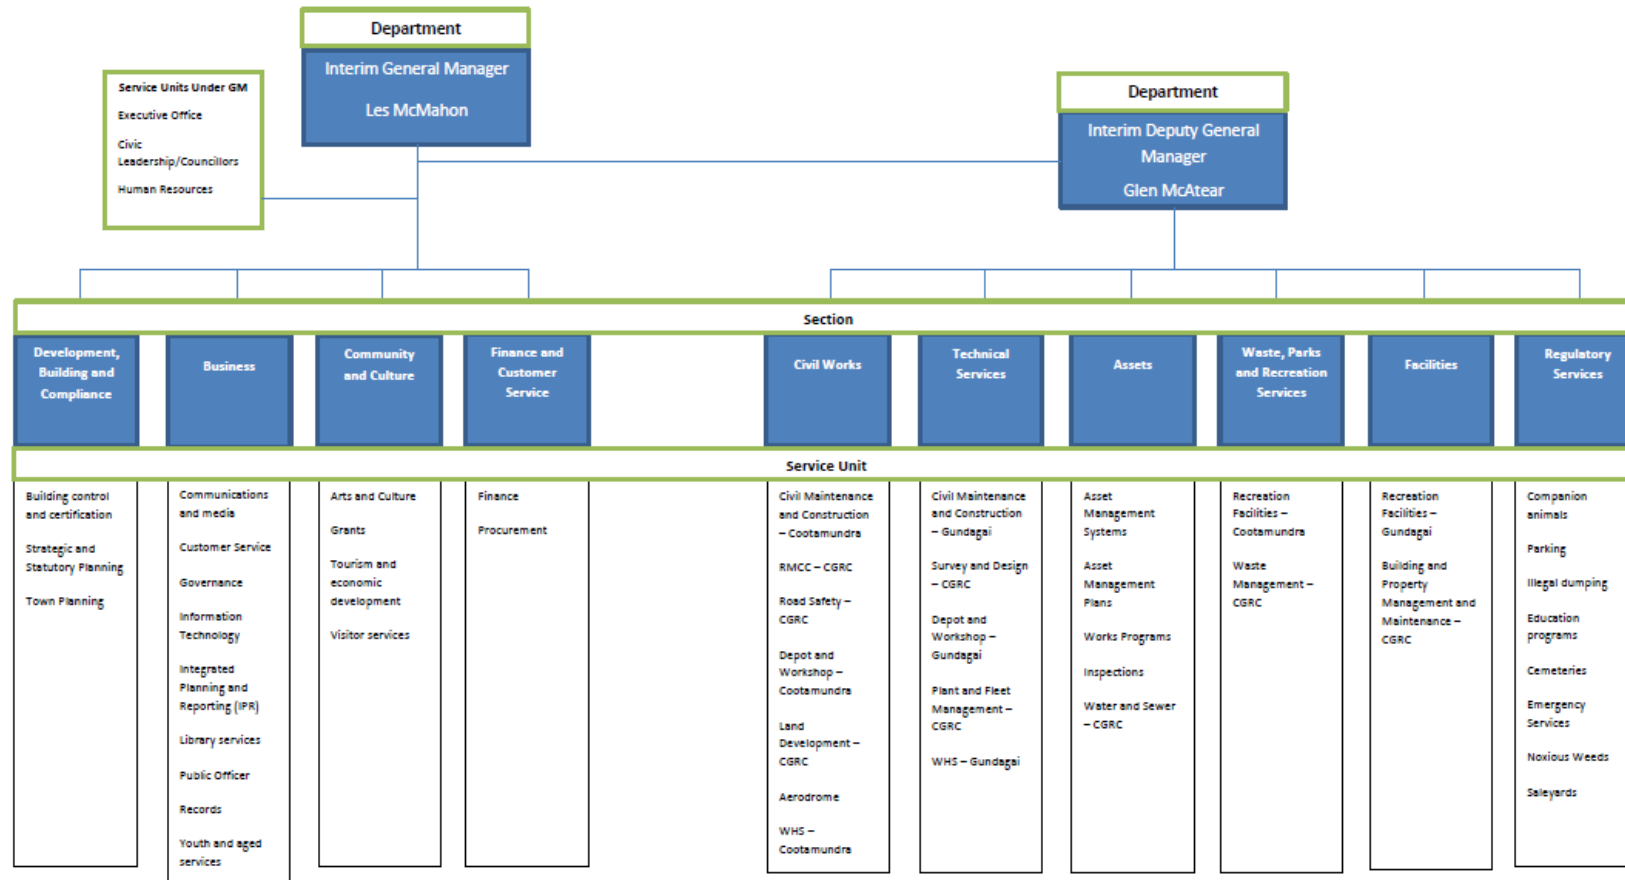 Department
Interim General Manager
Les McMahon
Service Units Under GM
Executive Office
Civic
Leadership/Councillors
Human Resources
Department
Interim Deputy General
Manager
Glen McAtear
Section
Development,
Building and
Compliance
Business
Community
and Culture
Finance and
Customer
Service
Civil Works
Technical
Services
Assets
Waste, Parks
and Recreation
Services
Facilities
Regulatory
Services
Service Unit
Building control
and certification
Strategic and
Statutory Planning
Town Planning
Communications
and media
Customer Service
Governance
Information
Technology
Integrated
Planning and
Reporting (IPR)
Library services
Public Officer
Records
Youth and aged
services
Arts and Culture
Grants
Tourism and
economic
development
Visitor services
Finance
Procurement
Civil Maintenance
and Construction
– Cootamundra
RMCC – CGRC
Road Safety –
CGRC
Depot and
Workshop –
Cootamundra
Land
Development –
CGRC
Aerodrome
WHS –
Cootamundra
Civil Maintenance
and Construction
– Gundagai
Survey and Design
– CGRC
Depot and
Workshop –
Gundagai
Plant and Fleet
Management –
CGRC
WHS – Gundagai
Asset
Management
Systems
Asset
Management
Plans
Works Programs
Inspections
Water and Sewer
– CGRC
Recreation
Facilities –
Cootamundra
Waste
Management –
CGRC
Recreation
Facilities –
Gundagai
Building and
Property
Management and
Maintenance –
CGRC
Companion
animals
Parking
Illegal dumping
Education
programs
Cemeteries
Emergency
Services
Noxious Weeds
Saleyards